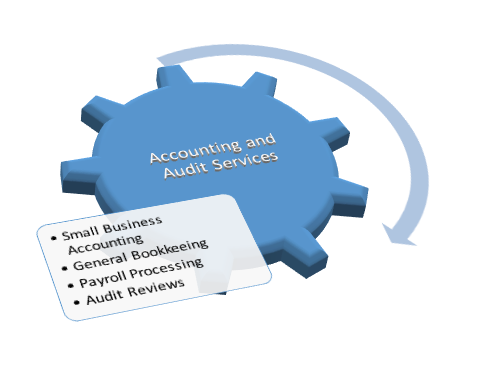 Accounting and
Audit Services
• Small Business
Accounting
• General Bookkeeing
• Payroll Processing
• Audit Reviews